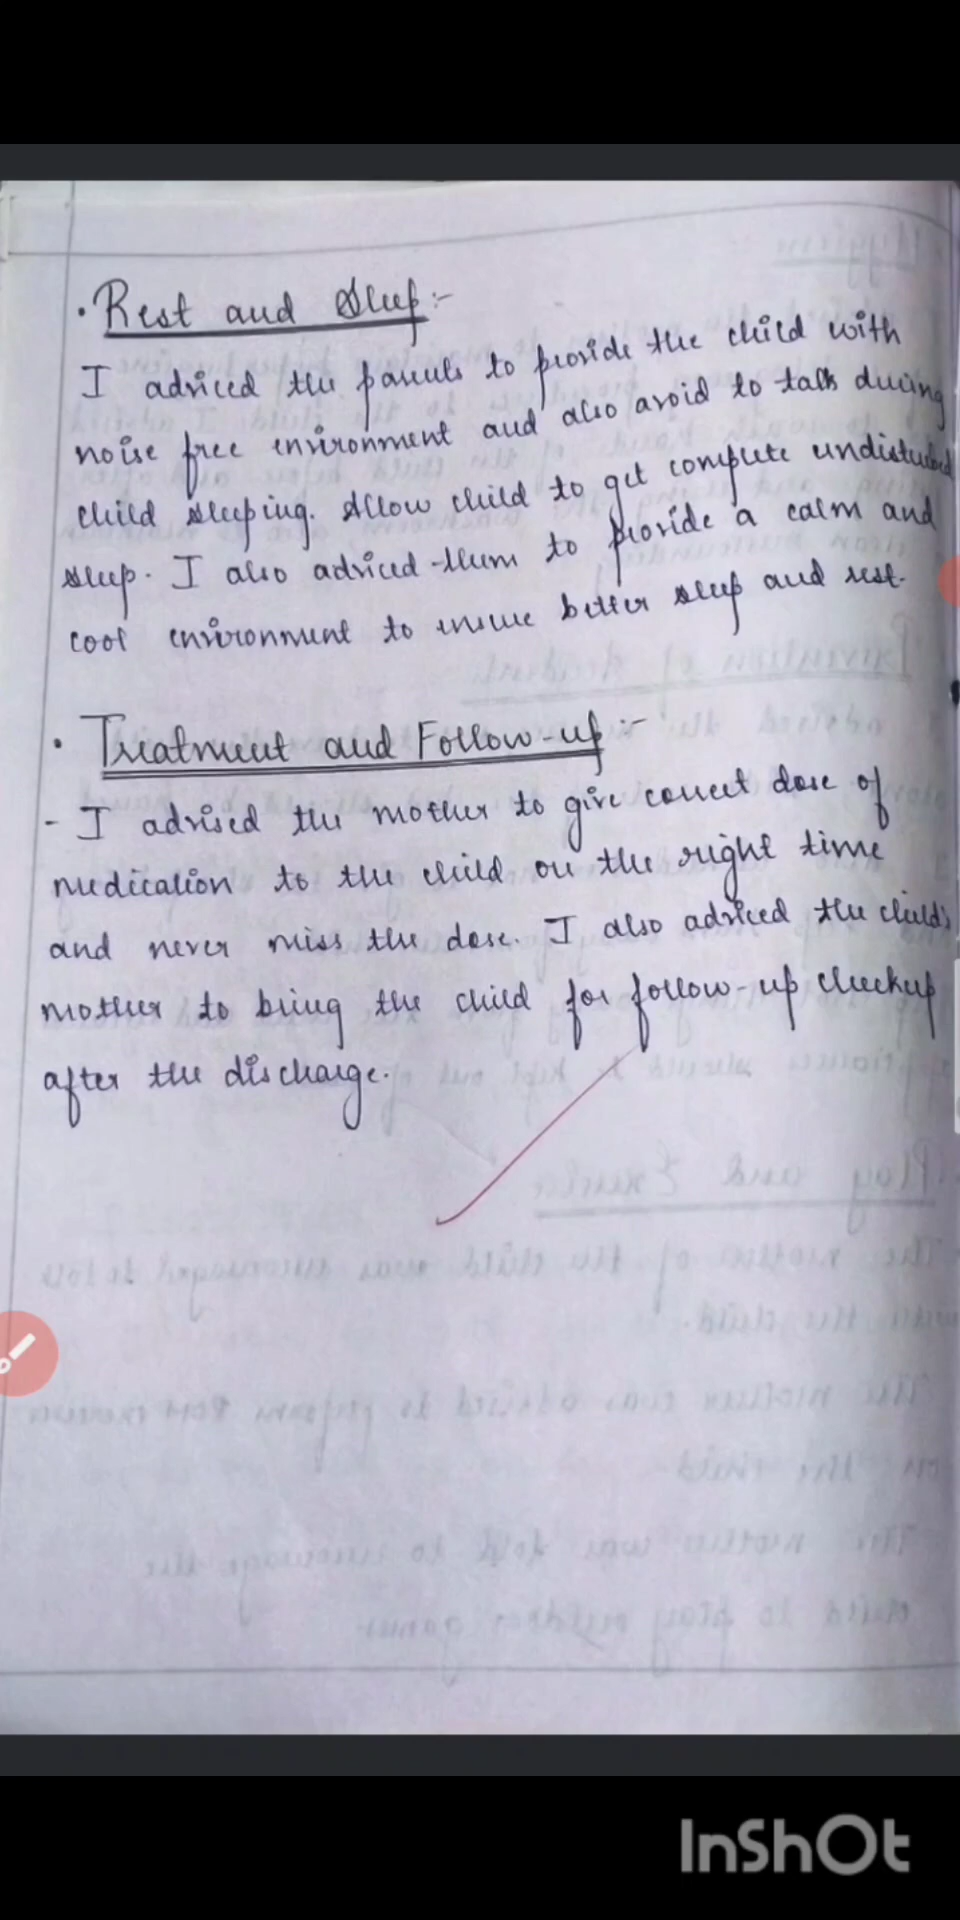 · Rest and Sleep:-
I adviced the parents to provide the child with
noise free environment and also avoid to talk during
child sleeping. Allow child to get complete undisturbed
sleep. I also adviced them to provide a calm and
cool environment to ensure better sleep and rest.
· Treatment and Follow-up:-
- I advised the mother to give correct dose of
medication to the child on the right time
and never miss the dose. I also adviced the child's
mother to bring the child for follow-up checkup
after the discharge.
InShOt